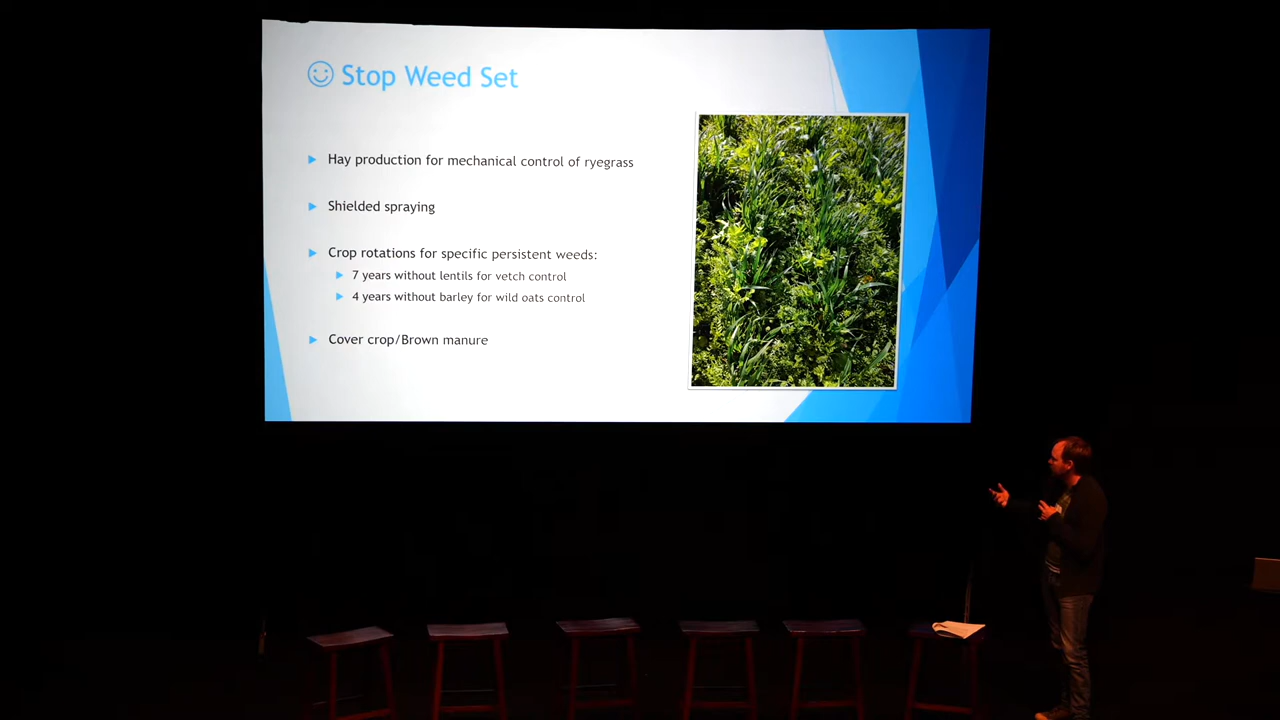 Stop Weed Set
Hay production for mechanical control of ryegrass
Shielded spraying
Crop rotations for specific persistent weeds:
7 years without lentils for vetch control
4 years without barley for wild oats control
Cover crop/Brown manure